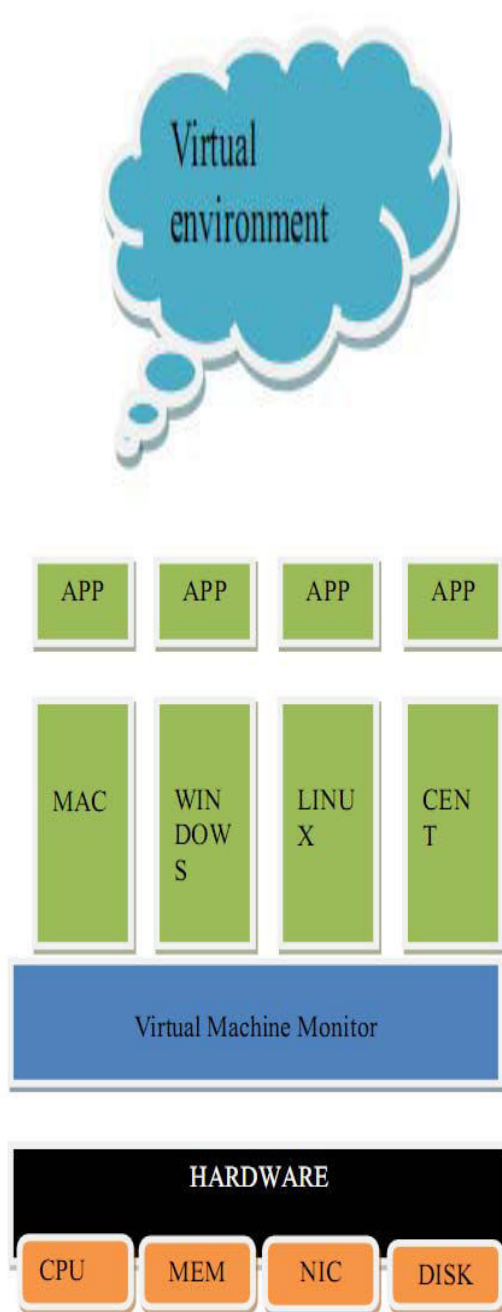 Virtual
environment
APP APP APP APP
MAC
WIN
DOW
S
LINU
X
CEN
T
Virtual Machine Monitor
HARDWARE
CPU MEM NIC DISK